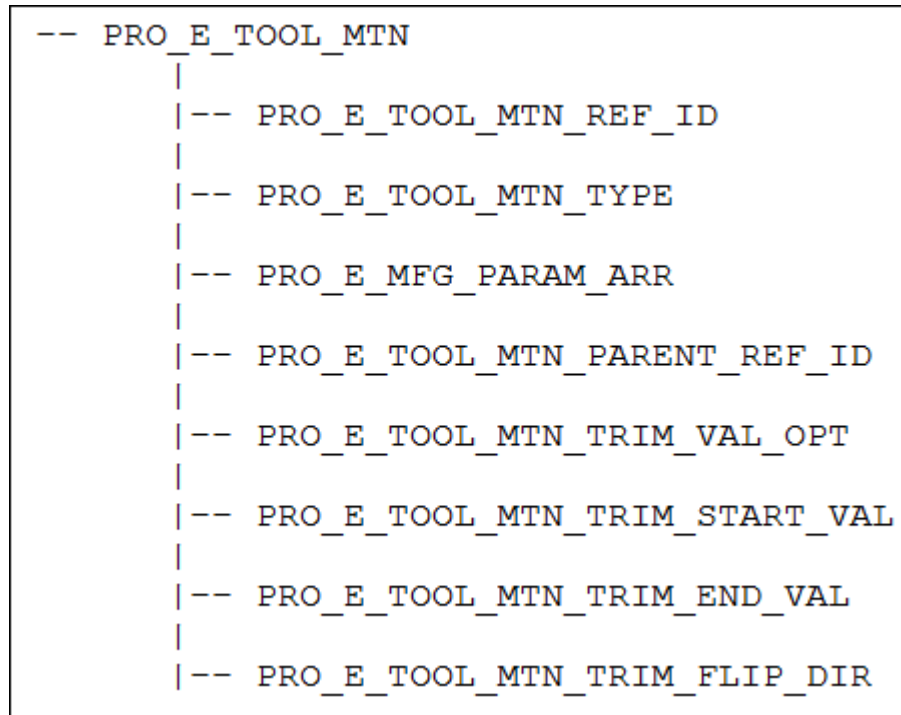 -- PRO_E_TOOL_MTN
|
|-- PRO_E_TOOL_MTN_REF_ID
|
|-- PRO_E_TOOL_MTN_TYPE
|
|-- PRO_E_MFG_PARAM_ARR
|
|-- PRO_E_TOOL_MTN_PARENT_REF_ID
|
|-- PRO_E_TOOL_MTN_TRIM_VAL_OPT
|
|-- PRO_E_TOOL_MTN_TRIM_START_VAL
|
|-- PRO_E_TOOL_MTN_TRIM_END_VAL
|
|-- PRO_E_TOOL_MTN_TRIM_FLIP_DIR